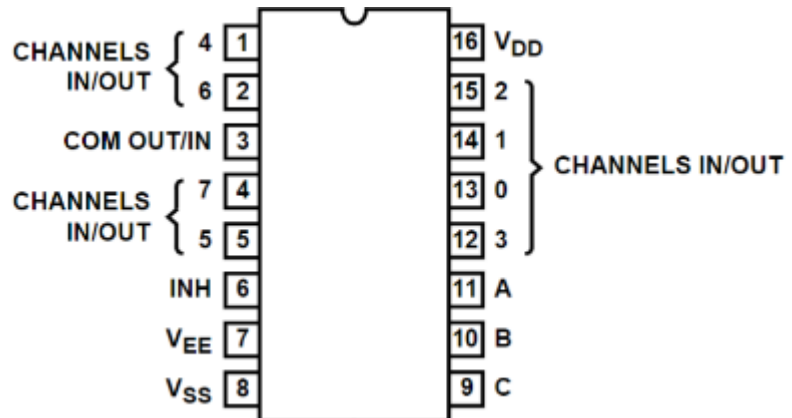 4 1 16 VDD
CHANNELS IN/OUT
6 2 15 2
COM OUT/IN 3 14 1
CHANNELS IN/OUT
7 4 13 0
CHANNELS IN/OUT
5 5 12 3
INH 6 11 A
VEE 7 10 B
VSS 8 9 C